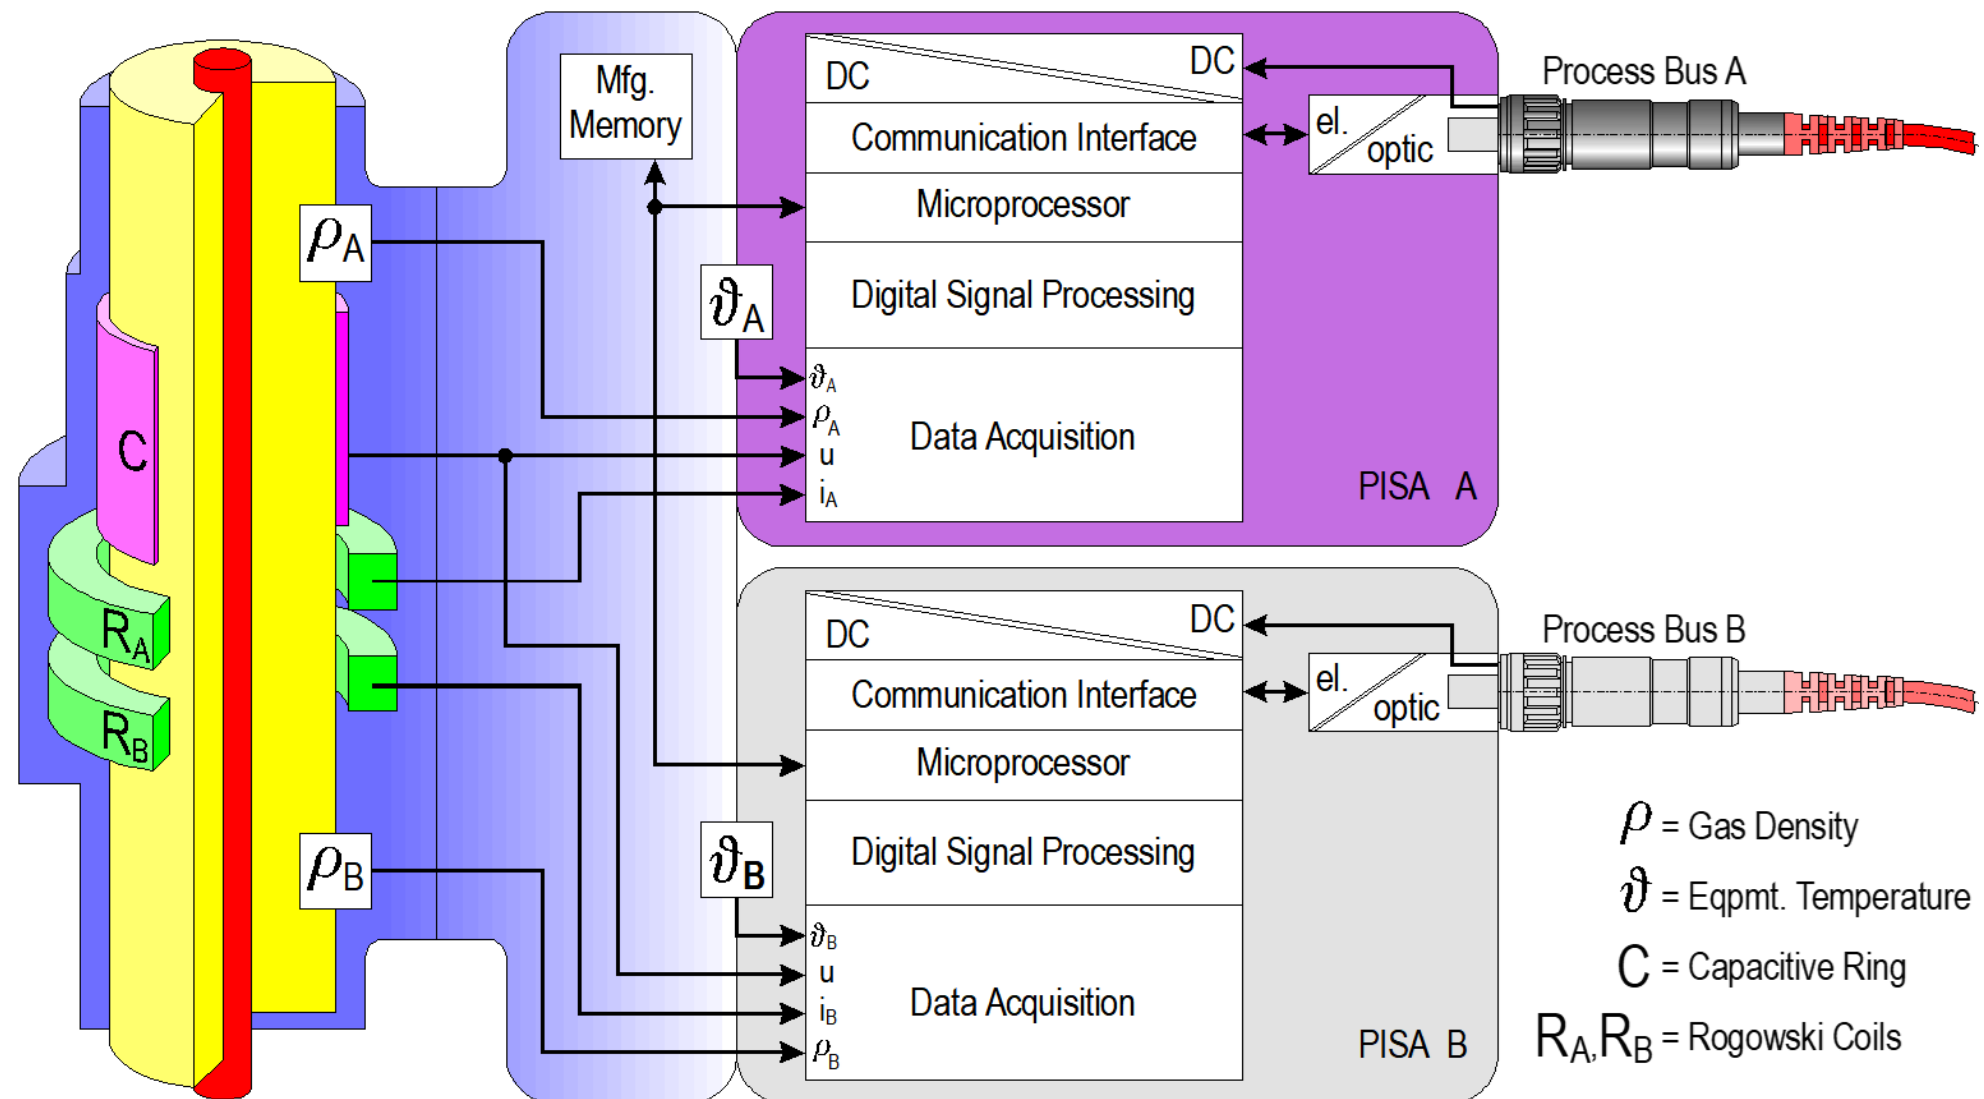 Mfg.
Memory
ρA
C
RA
RB
ρB
ϑA
DC
DC
Communication Interface
Microprocessor
Digital Signal Processing
Data Acquisition
ϑA
ρA
u
iA
el.
optic
Process Bus A
PISA A
ϑB
DC
DC
Communication Interface
Microprocessor
Digital Signal Processing
Data Acquisition
ϑB
u
iB
ρB
el.
optic
Process Bus B
PISA B
ρ = Gas Density
ϑ = Eqpmt. Temperature
C = Capacitive Ring
RA,RB = Rogowski Coils